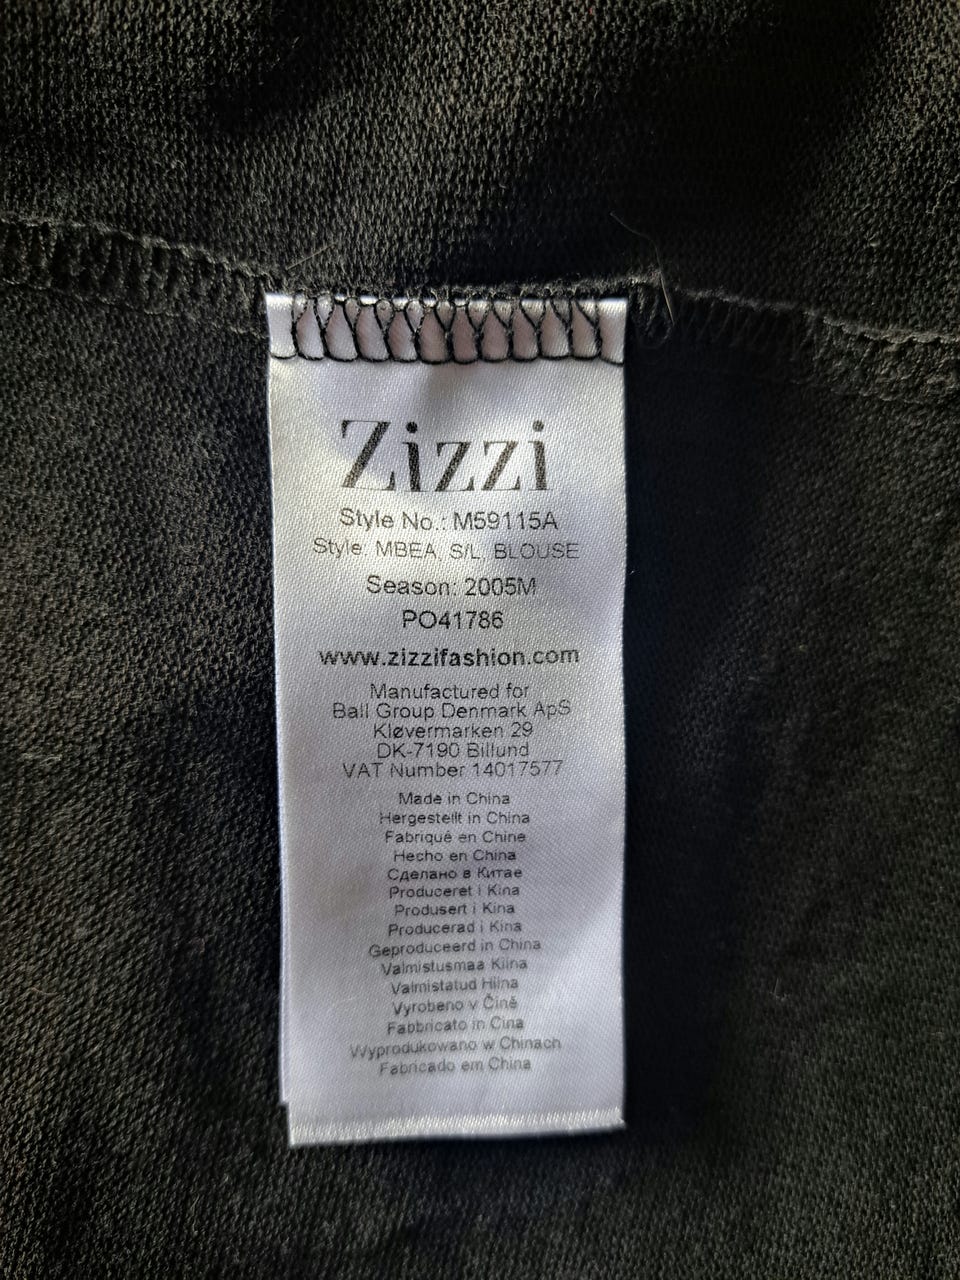 Zizzi
Style No.: M59115A
Style: MBEA, S/L, BLOUSE
Season: 2005M
PO41786
www.zizzifashion.com
Manufactured for
Ball Group Denmark ApS
Kløvermarken 29
DK-7190 Billund
VAT Number 14017577
Made in China
Hergestellt in China
Fabriqué en Chine
Hecho en China
Сделано в Китае
Produceret i Kina
Produsert i Kina
Producerad i Kina
Geproduceerd in China
Valmistusmaa Kiina
Valmistatud Hiina
Vyrobeno v Číně
Fabbricato in Cina
Wyprodukowano w Chinach
Fabricado em China